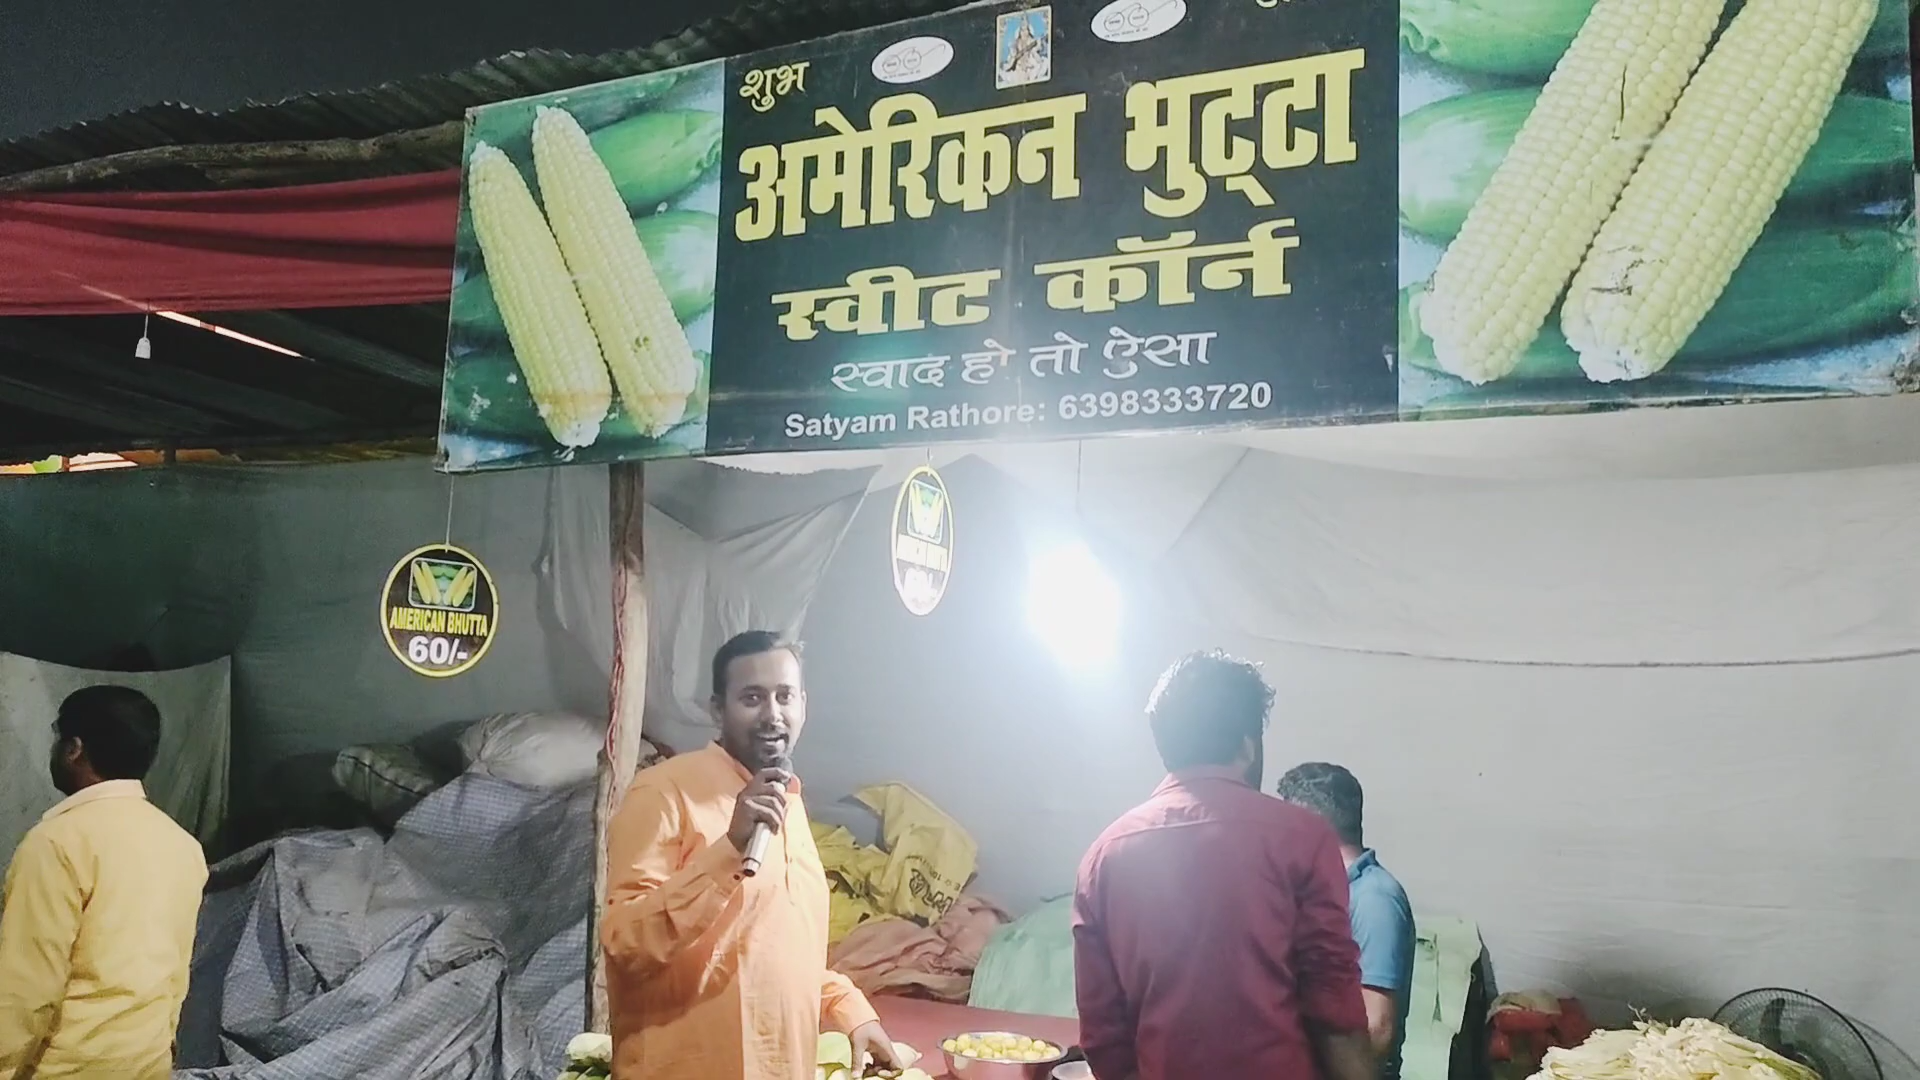 शुभ
अमेरिकन भुट्टा
स्वीट कॉर्न
स्वाद हो तो ऐसा
Satyam Rathore: 6398333720
AMERICAN BHUTTA
60/-